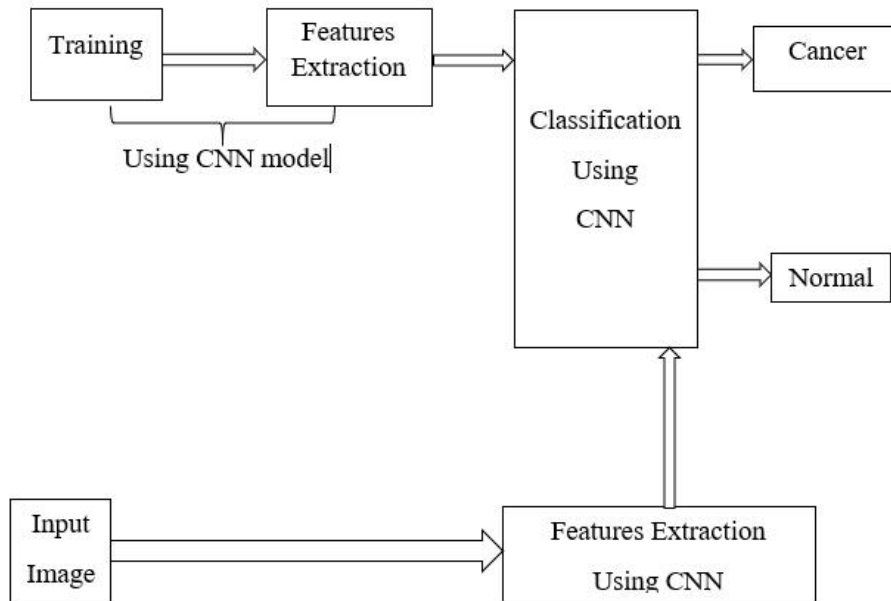 Training
Features
Extraction
Using CNN model
Classification
Using
CNN
Cancer
Normal
Input
Image
Features Extraction
Using CNN